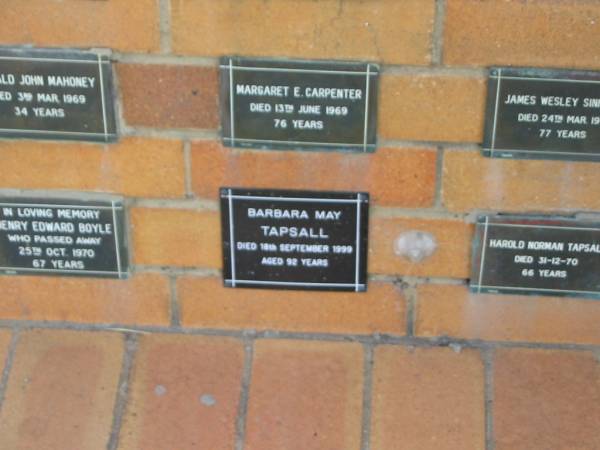 ALD JOHN MAHONEY
ED 3RD MAR, 1969
34 YEARS
MARGARET E. CARPENTER
DIED 13TH JUNE 1969
76 YEARS
JAMES WESLEY SIN
DIED 24TH MAR, 19
77 YEARS
IN LOVING MEMORY
HENRY EDWARD BOYLE
WHO PASSED AWAY
25TH OCT. 1970
67 YEARS
BARBARA MAY
TAPSALL
DIED 18th SEPTEMBER 1999
AGED 92 YEARS
HAROLD NORMAN TAPSAL
DIED 31-12-70
66 YEARS